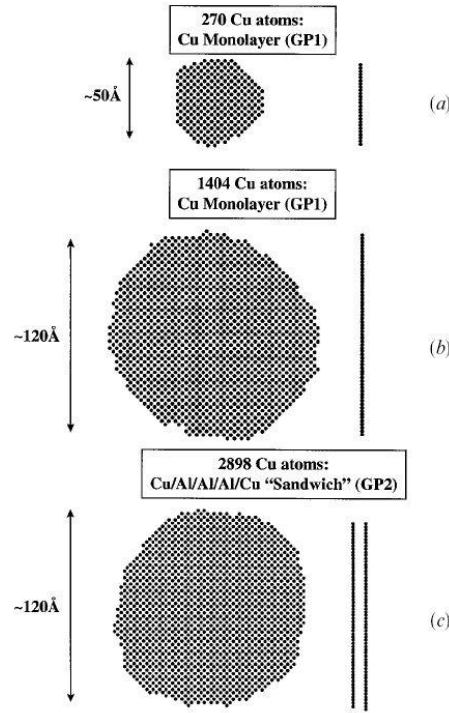 270 Cu atoms:
Cu Monolayer (GP1)
~50Å
(a)
1404 Cu atoms:
Cu Monolayer (GP1)
~120Å
(b)
2898 Cu atoms:
Cu/Al/Al/Al/Cu “Sandwich” (GP2)
~120Å
(c)